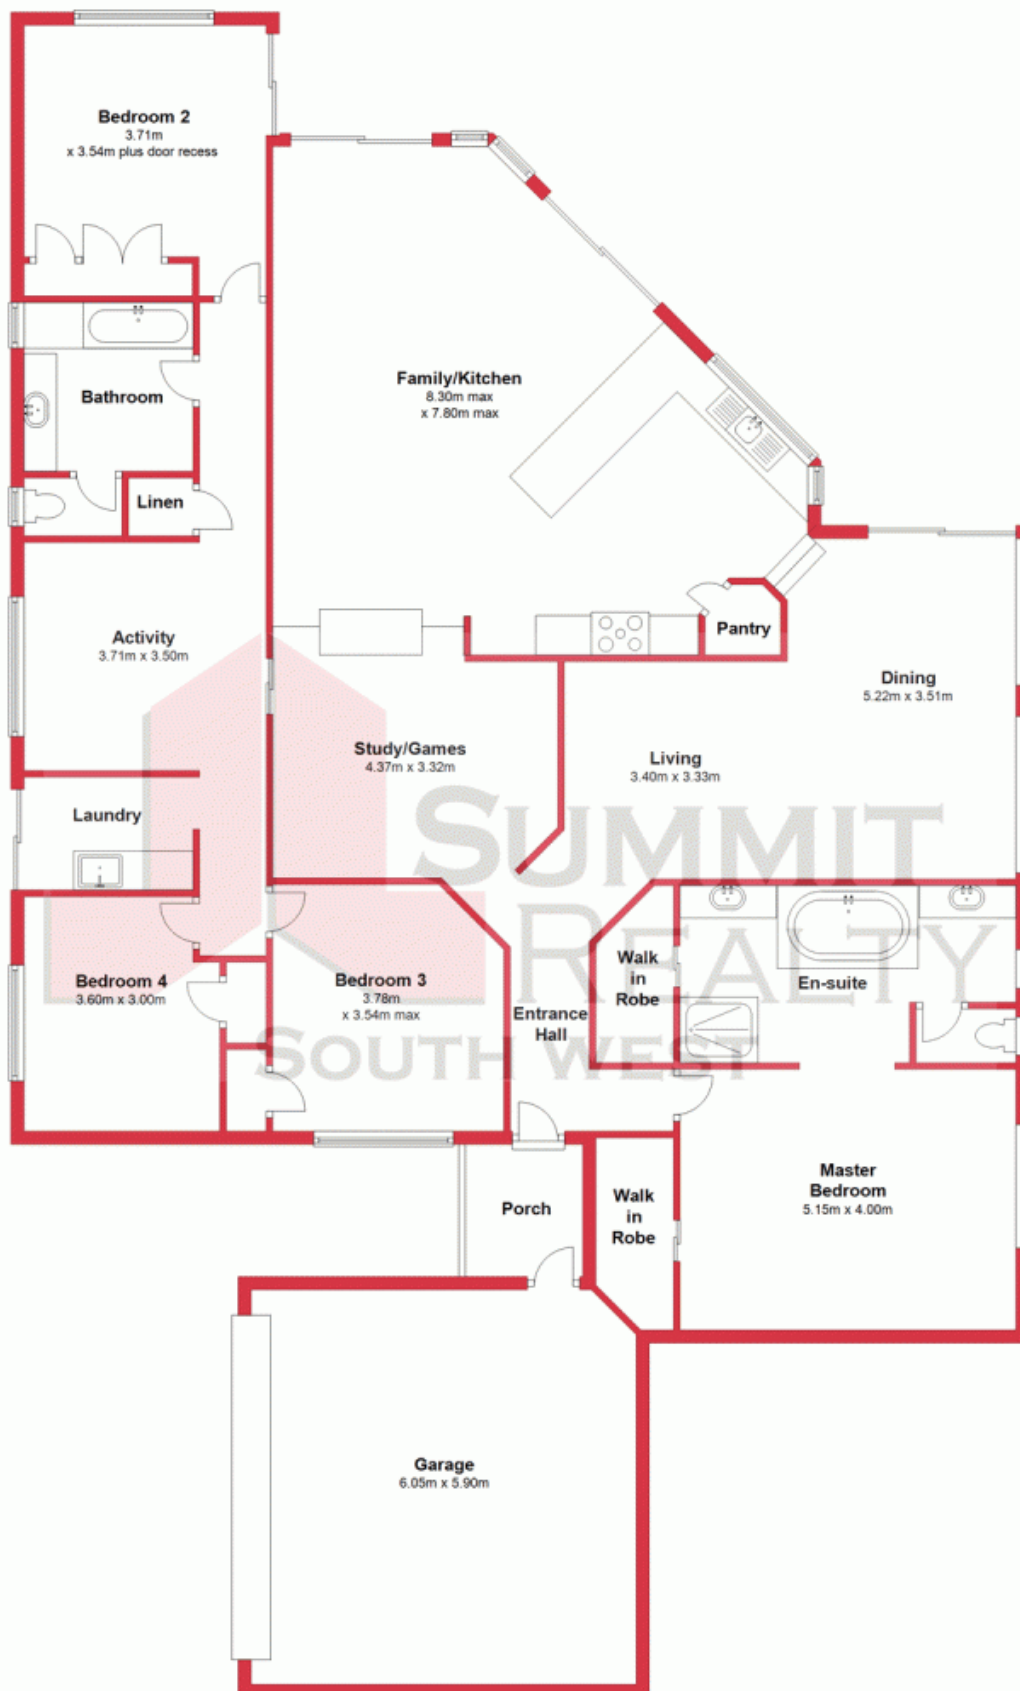 Bedroom 2
3.71m
x 3.54m plus door recess
Family/Kitchen
8.30m max
x 7.80m max
Bathroom
Linen
Activity
3.71m x 3.50m
Pantry
Dining
5.22m x 3.51m
Study/Games
4.37m x 3.32m
Living
3.40m x 3.33m
Laundry
SUMMIT
REALTY
SOUTH WEST
Bedroom 4
3.60m x 3.00m
Bedroom 3
3.78m
x 3.54m max
Entrance
Hall
Walk
in
Robe
En-suite
Master
Bedroom
5.15m x 4.00m
Porch
Walk
in
Robe
Garage
6.05m x 5.90m